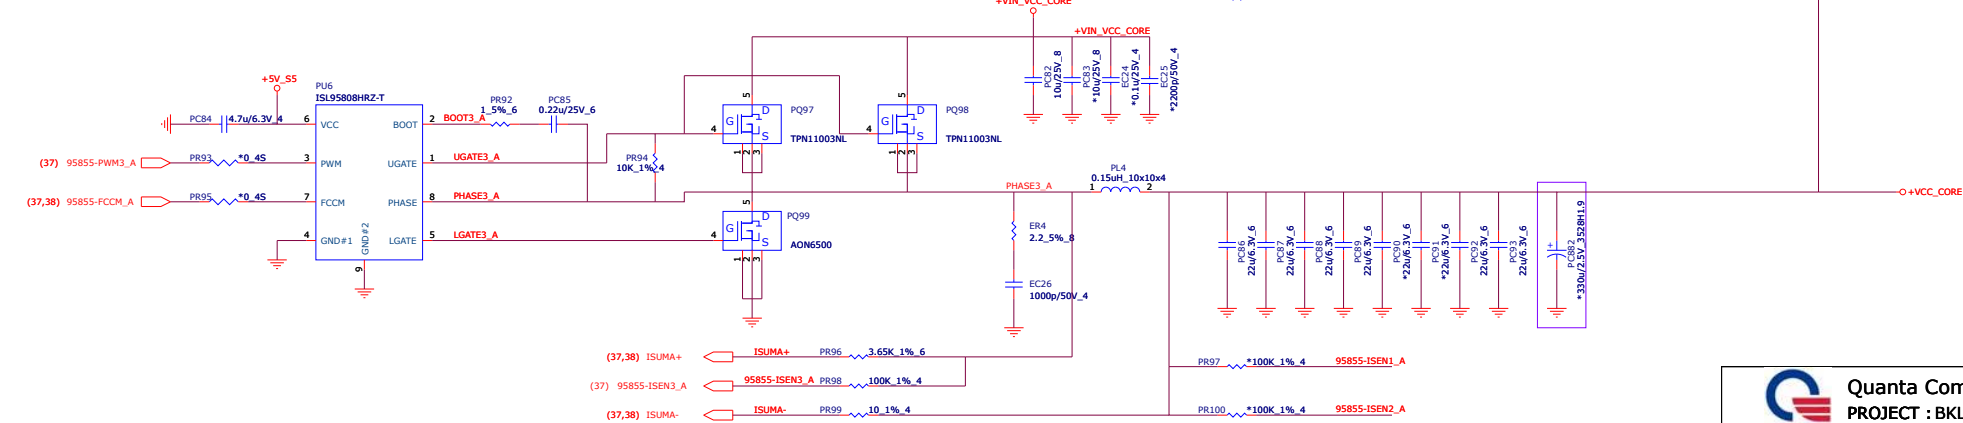 +VIN_VCC_CORE
+VIN_VCC_CORE
PC82
10u/25V_8
PC83
*10u/25V_8
EC24
*0.1u/25V_4
EC25
*2200p/50V_4
+5V_S5
PU6
ISL95808HRZ-T
PC84
4.7u/6.3V_4
6
VCC
BOOT
2
BOOT3_A
PR92
1_5%_6
PC85
0.22u/25V_6
(37)
95855-PWM3_A
PR93
*0_4S
3
PWM
UGATE
1
UGATE3_A
PR94
10K_1%_4
(37,38)
95855-FCCM_A
PR95
*0_4S
7
FCCM
PHASE
8
PHASE3_A
4
GND#1
GND#2
9
LGATE
5
LGATE3_A
5
D
G
S
4
1
2
3
PQ97
TPN11003NL
5
D
G
S
4
1
2
3
PQ98
TPN11003NL
5
D
G
S
4
1
2
3
PQ99
AON6500
PHASE3_A
PL4
0.15uH_10x10x4
1
2
+VCC_CORE
ER4
2.2_5%_8
EC26
1000p/50V_4
PC86
22u/6.3V_6
PC87
22u/6.3V_6
PC88
22u/6.3V_6
PC89
22u/6.3V_6
PC90
*22u/6.3V_6
PC91
*22u/6.3V_6
PC92
22u/6.3V_6
PC93
22u/6.3V_6
+
PC882
*330u/2.5V_3528H1.9
(37,38)
ISUMA+
ISUMA+
PR96
3.65K_1%_6
(37)
95855-ISEN3_A
95855-ISEN3_A
PR98
100K_1%_4
(37,38)
ISUMA-
ISUMA-
PR99
10_1%_4
PR97
*100K_1%_4
95855-ISEN1_A
PR100
*100K_1%_4
95855-ISEN2_A
Quanta Com
PROJECT : BKL